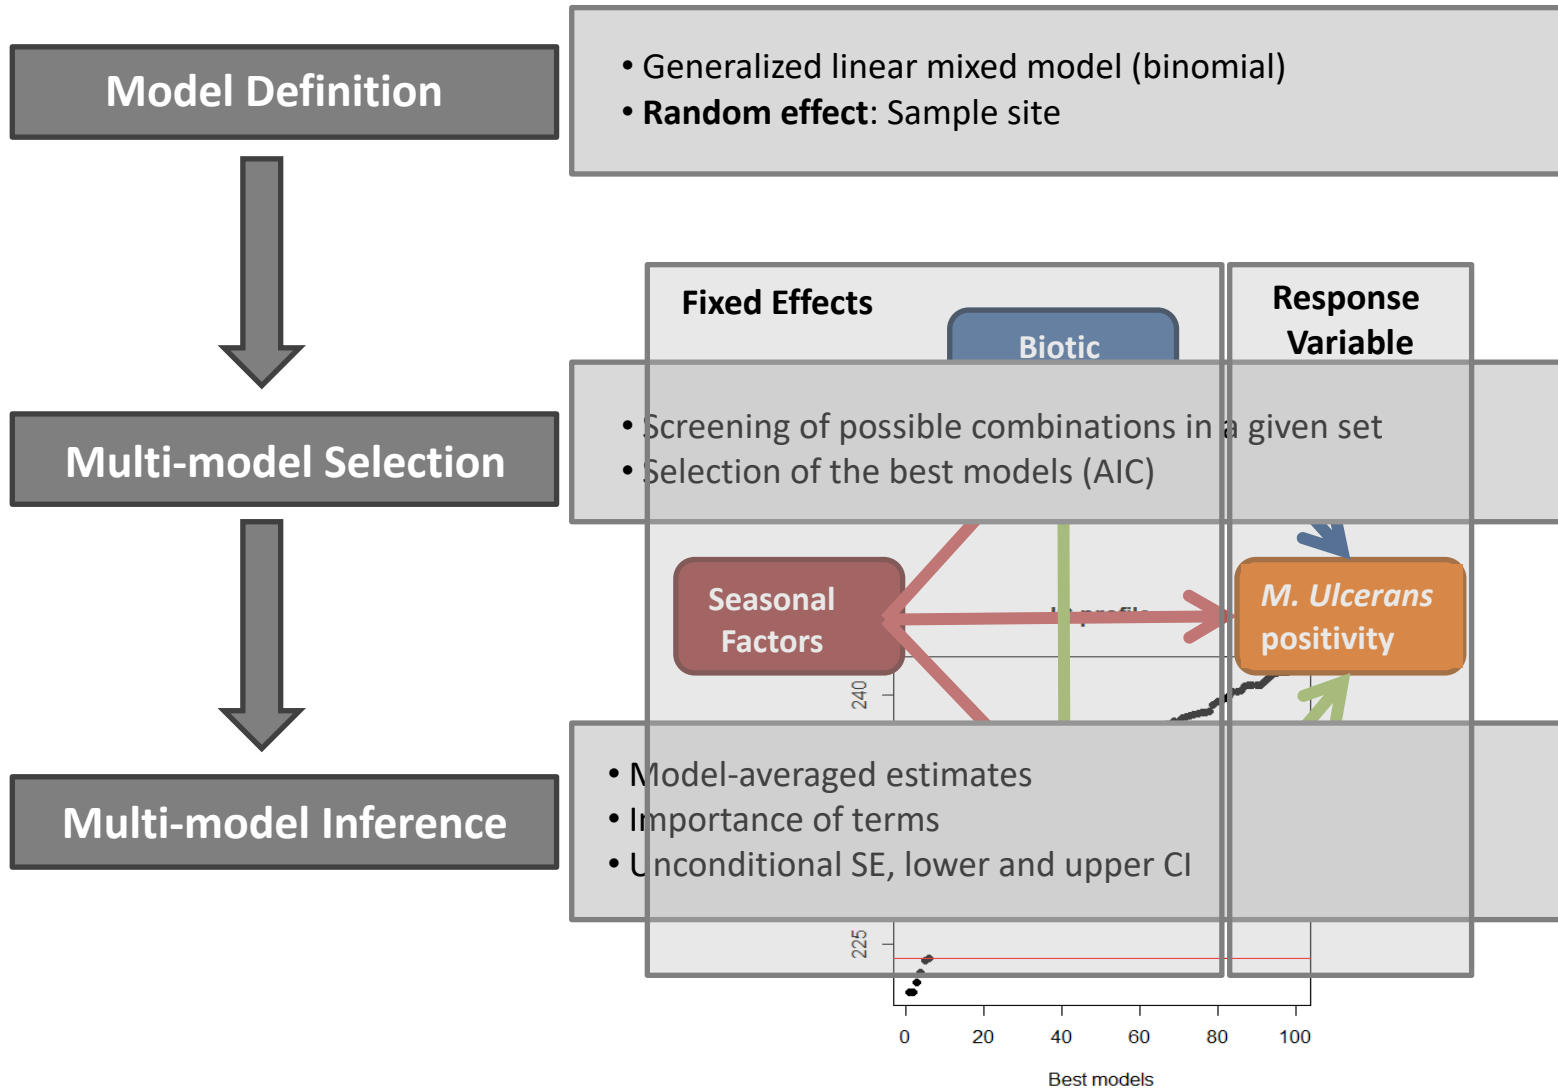 Model Definition
• Generalized linear mixed model (binomial)
• Random effect: Sample site
Fixed Effects
Response
Variable
Biotic
Multi-model Selection
• Screening of possible combinations in a given set
• Selection of the best models (AIC)
Seasonal
Factors
M. Ulcerans
positivity
profile
240
Multi-model Inference
• Model-averaged estimates
• Importance of terms
• Unconditional SE, lower and upper CI
225
0 20 40 60 80 100
Best models